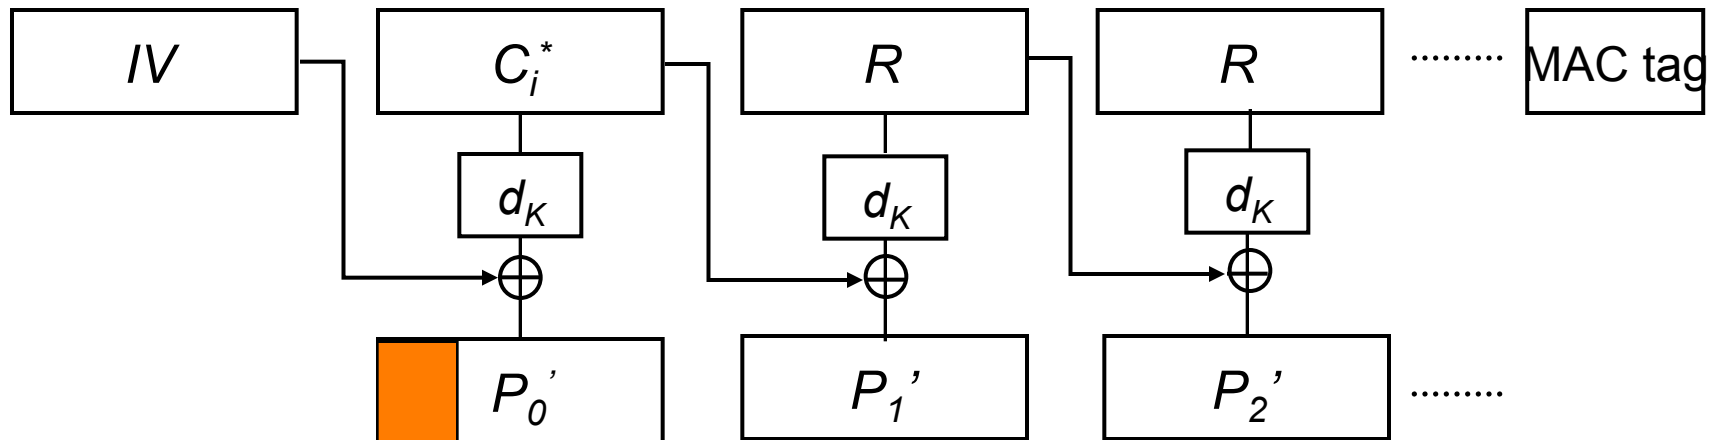 IV C_i^* R R ........ MAC tag
d_K d_K d_K
P_0' P_1' P_2' ........